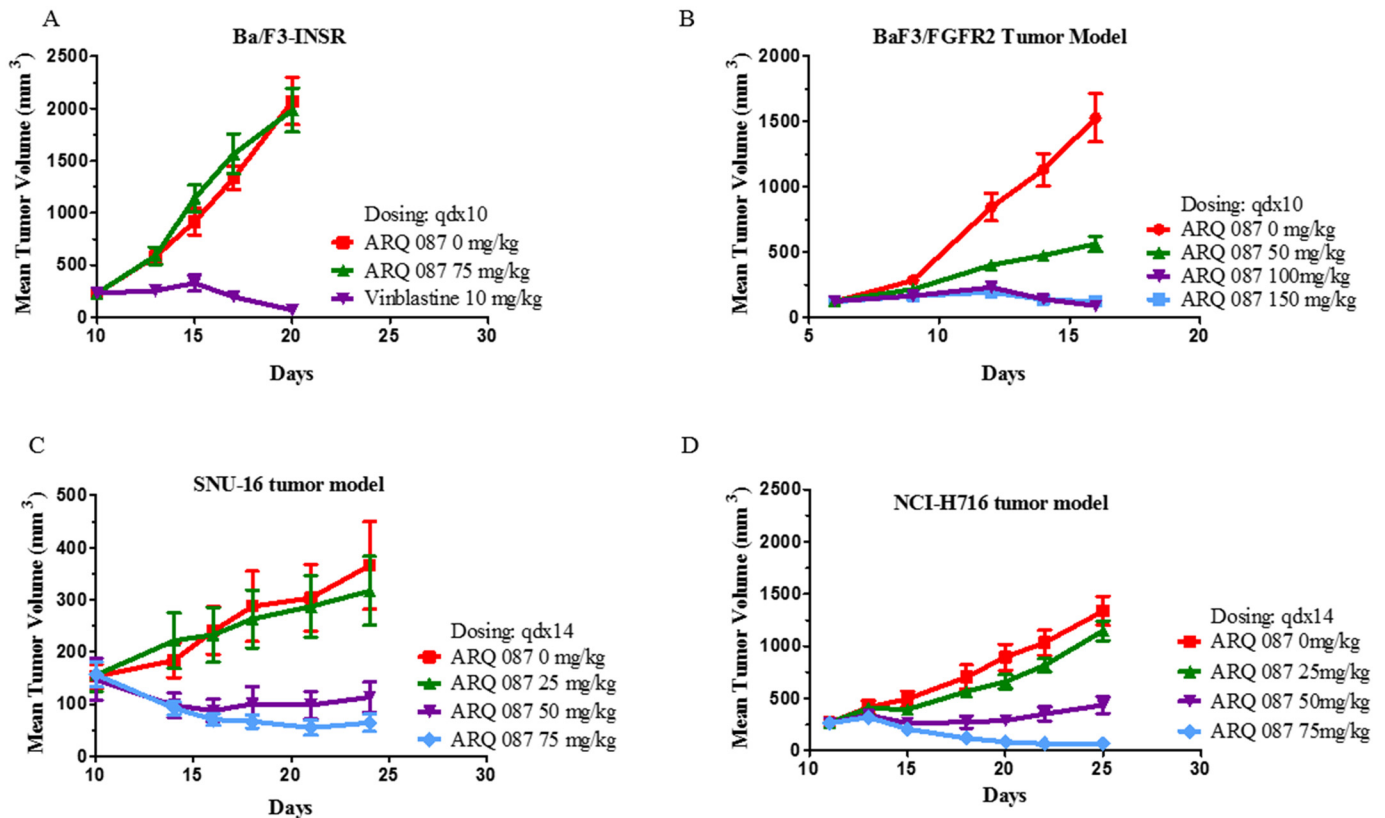 A
Ba/F3-INSR
Mean Tumor Volume (mm 3)
2500
2000
1500
1000
500
0
10
15
20
25
30
Days
Dosing: qdx10
ARQ 087 0 mg/kg
ARQ 087 75 mg/kg
Vinblastine 10 mg/kg
B
BaF3/FGFR2 Tumor Model
Mean Tumor Volume (mm 3)
2000
1500
1000
500
0
5
10
15
20
Days
Dosing: qdx10
ARQ 087 0 mg/kg
ARQ 087 50 mg/kg
ARQ 087 100mg/kg
ARQ 087 150 mg/kg
C
SNU-16 tumor model
Mean Tumor Volume (mm 3)
500
400
300
200
100
0
10
15
20
25
30
Days
Dosing: qdx14
ARQ 087 0 mg/kg
ARQ 087 25 mg/kg
ARQ 087 50 mg/kg
ARQ 087 75 mg/kg
D
NCI-H716 tumor model
Mean Tumor Volume (mm 3)
2500
2000
1500
1000
500
0
15
20
25
30
Days
Dosing: qdx14
ARQ 087 0mg/kg
ARQ 087 25mg/kg
ARQ 087 50mg/kg
ARQ 087 75mg/kg